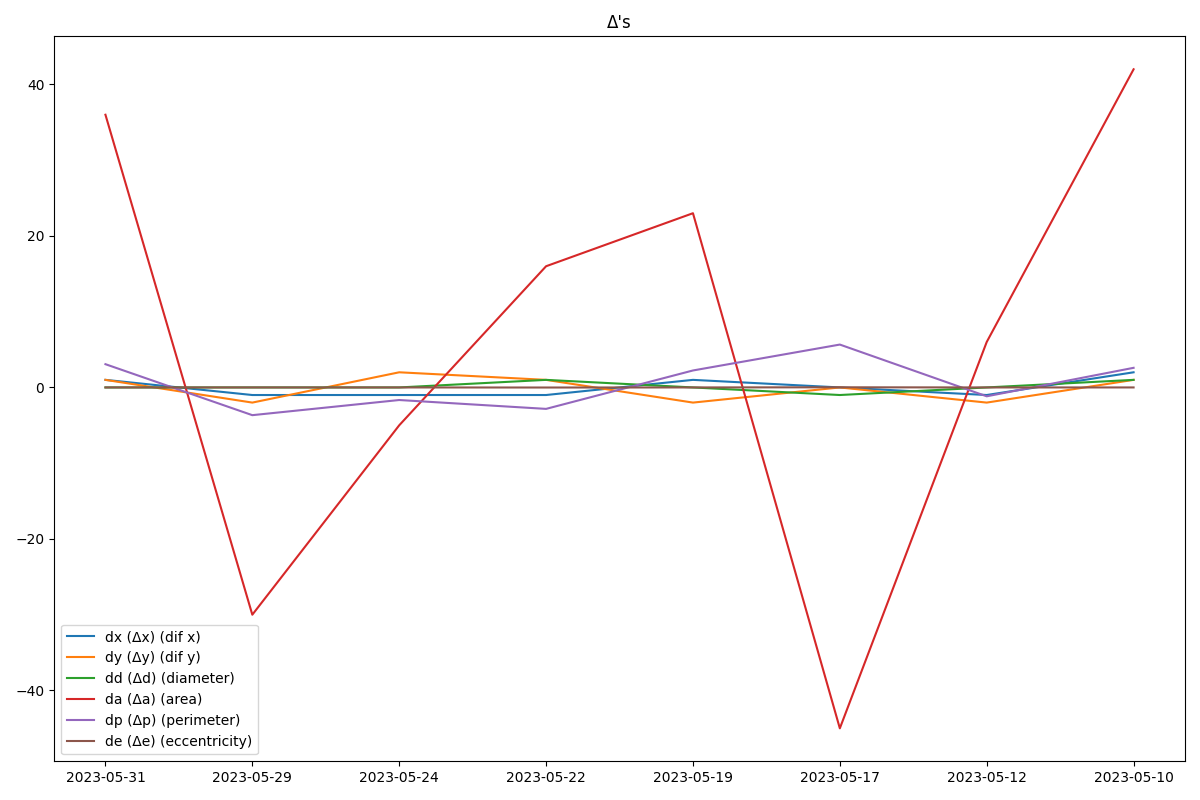 Δ's
40
20
0
−20
−40
dx (Δx) (dif x)
dy (Δy) (dif y)
dd (Δd) (diameter)
da (Δa) (area)
dp (Δp) (perimeter)
de (Δe) (eccentricity)
2023-05-31 2023-05-29 2023-05-24 2023-05-22 2023-05-19 2023-05-17 2023-05-12 2023-05-10